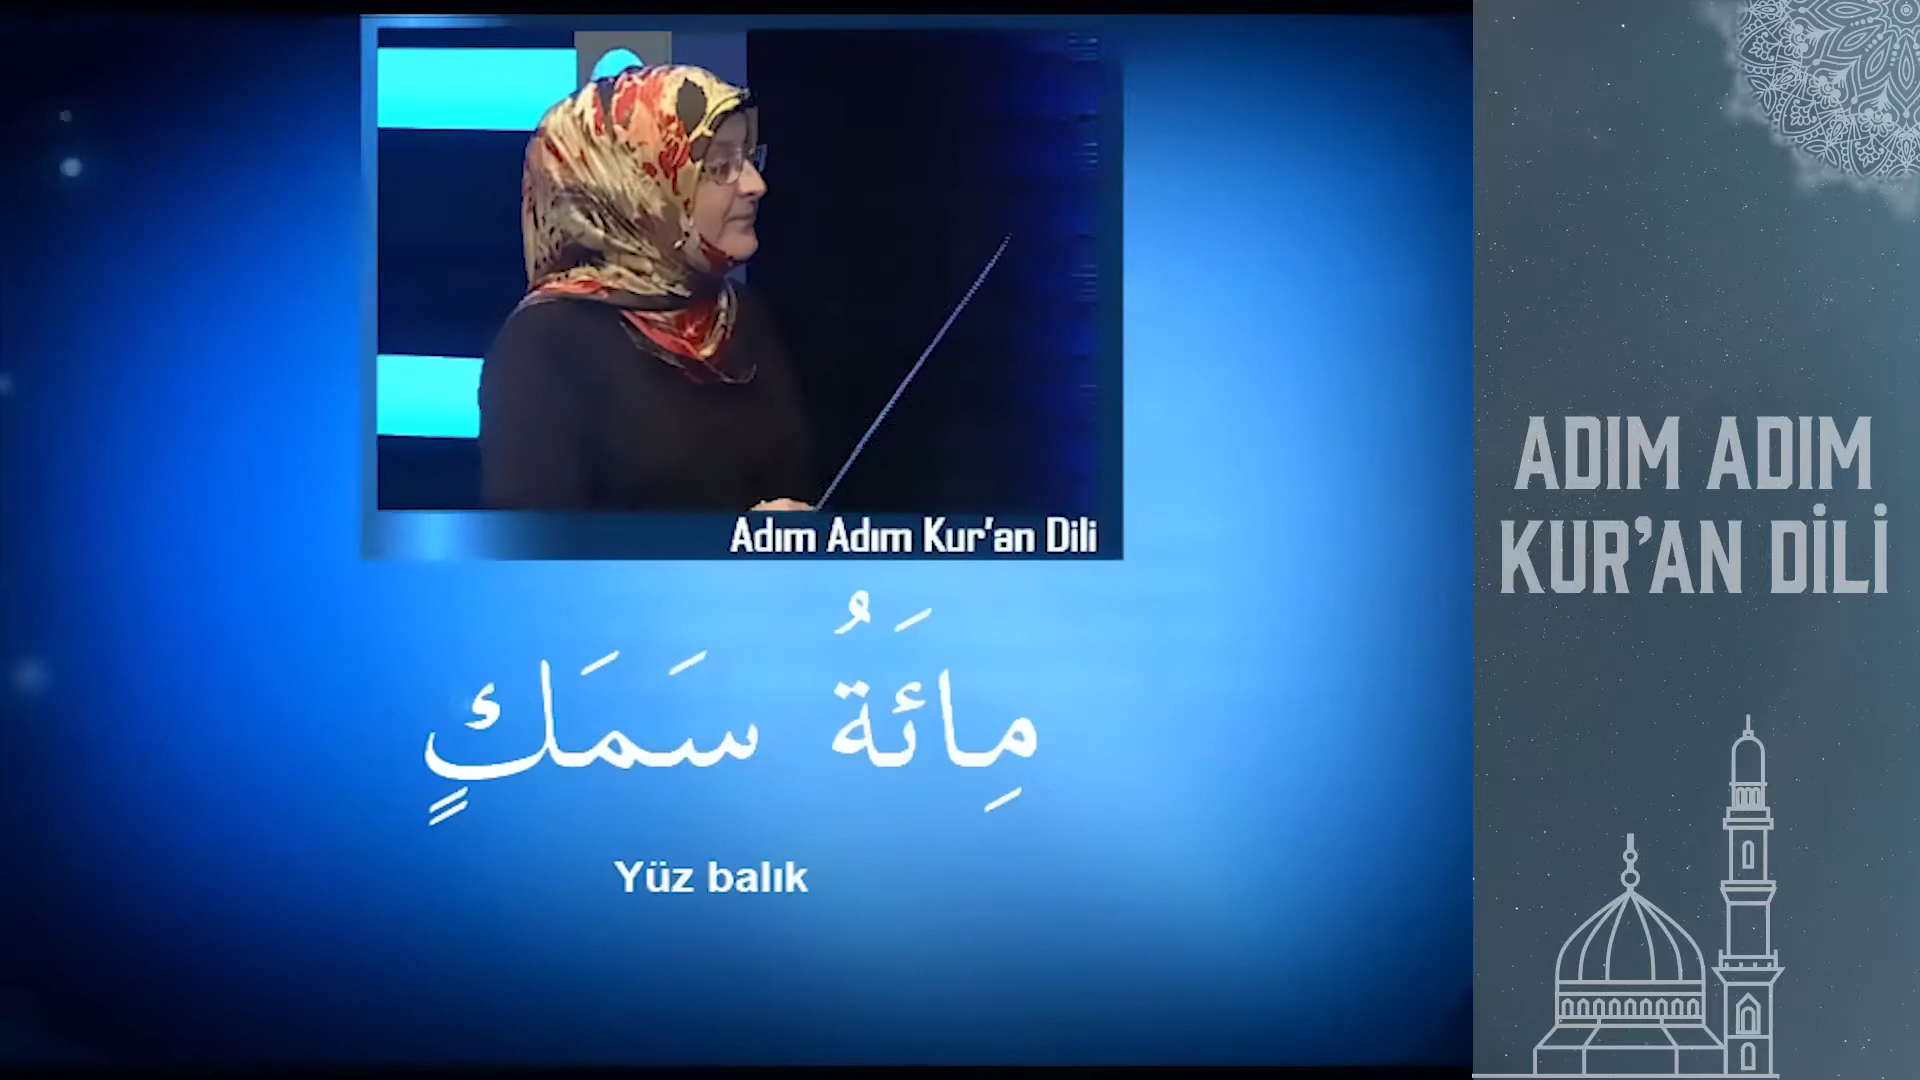 Adım Adım Kur'an Dili
مِائَةُ سَمَكٍ
Yüz balık
ADIM ADIM
KUR'AN DİLİ